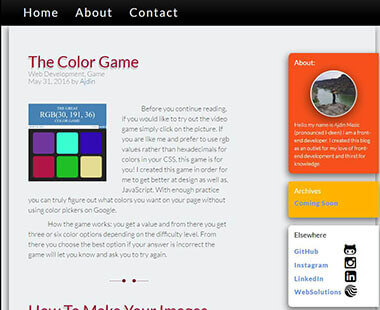 Home About Contact
The Color Game
Web Development, Game
May 31, 2016 by Ajdin
THE GREAT
RGB(30, 191, 36)
COLOR GAME
Before you continue reading,
if you would like to try out the video
game simply click on the picture. If
you are like me and prefer to use rgb
values rather than hexadecimals for
colors in your CSS, this game is for
you! I created this game in order for
me to get better at design as well as,
JavaScript. With enough practice
you can truly figure out what colors you want on your page without
using color pickers on Google.
How the game works: you get a value and from there you get
three or six color options depending on the difficulty level. From
there you choose the best option if your answer is incorrect the
game will let you know and ask you to try again.
How To Make Your Images
About:
Hello my name is Ajdin Mesic
(pronounced I-deen) I am a front-
end developer. I created this blog
as an outlet for my love of front-
end development and thirst for
knowledge.
Archives
Coming Soon
Elsewhere
GitHub
Instagram
LinkedIn
WebSolutions